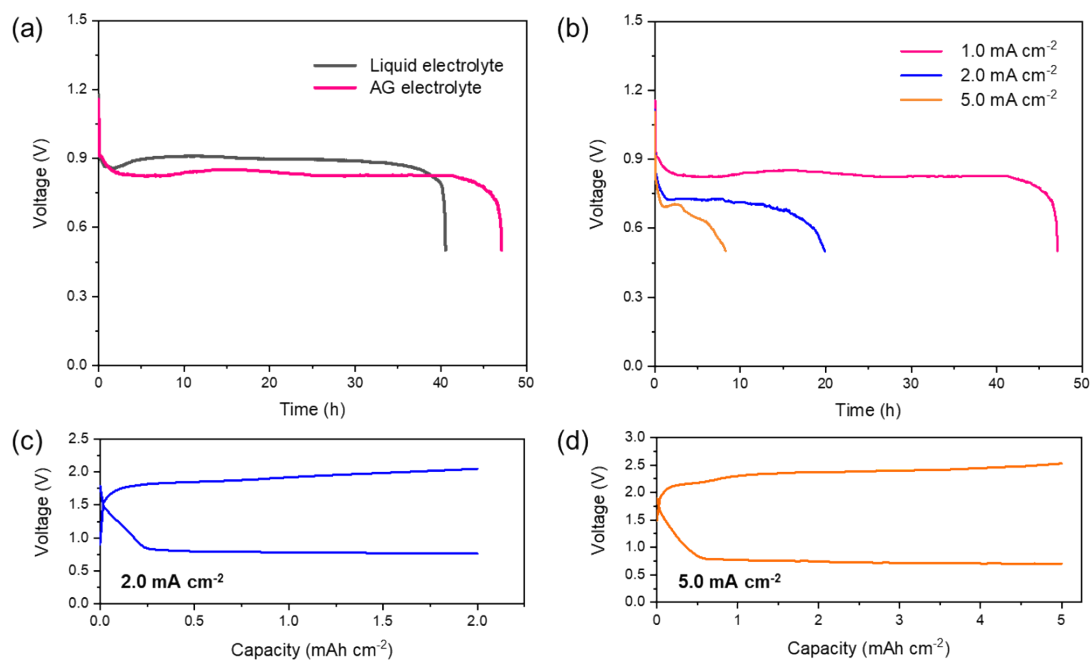 (a)
1.5
1.2
0.9
0.6
0.3
0.0
Voltage (V)
Liquid electrolyte
AG electrolyte
0 10 20 30 40 50
Time (h)
(b)
1.5
1.2
0.9
0.6
0.3
0.0
Voltage (V)
1.0 mA cm⁻²
2.0 mA cm⁻²
5.0 mA cm⁻²
0 10 20 30 40 50
Time (h)
(c)
2.5
2.0
1.5
1.0
0.5
0.0
Voltage (V)
2.0 mA cm⁻²
0.0 0.5 1.0 1.5 2.0
Capacity (mAh cm⁻²)
(d)
3.0
2.5
2.0
1.5
1.0
0.5
0.0
Voltage (V)
5.0 mA cm⁻²
0 1 2 3 4 5
Capacity (mAh cm⁻²)